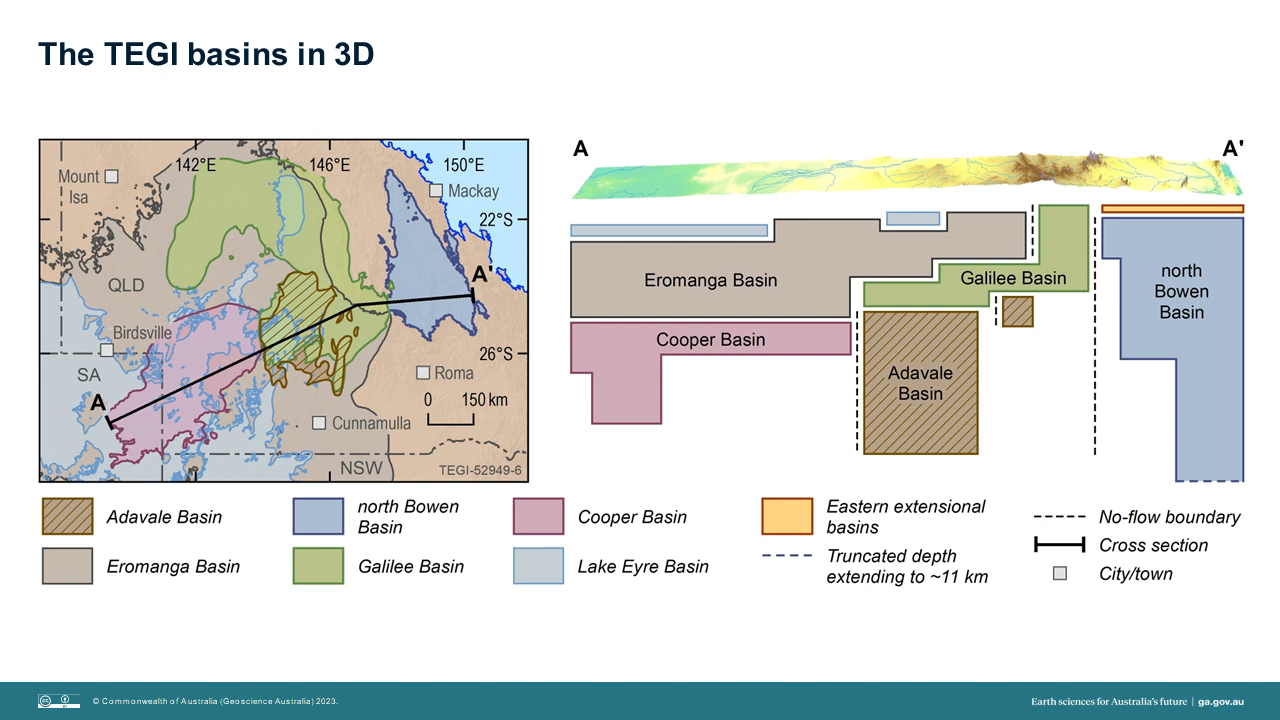 The TEGI basins in 3D
142°E
146°E
150°E
Mount
Isa
Mackay
22°S
A'
QLD
Birdsville
26°S
SA
Roma
A
0
150 km
Cunnamulla
NSW
TEGI-52949-6
A
A'
Eromanga Basin
Galilee Basin
north
Bowen
Basin
Cooper Basin
Adavale
Basin
Adavale Basin
north Bowen
Basin
Cooper Basin
Eastern extensional
basins
No-flow boundary
Cross section
Eromanga Basin
Galilee Basin
Lake Eyre Basin
Truncated depth
extending to ~11 km
City/town
© Commonwealth of Australia (Geoscience Australia) 2023.
Earth sciences for Australia's future | ga.gov.au